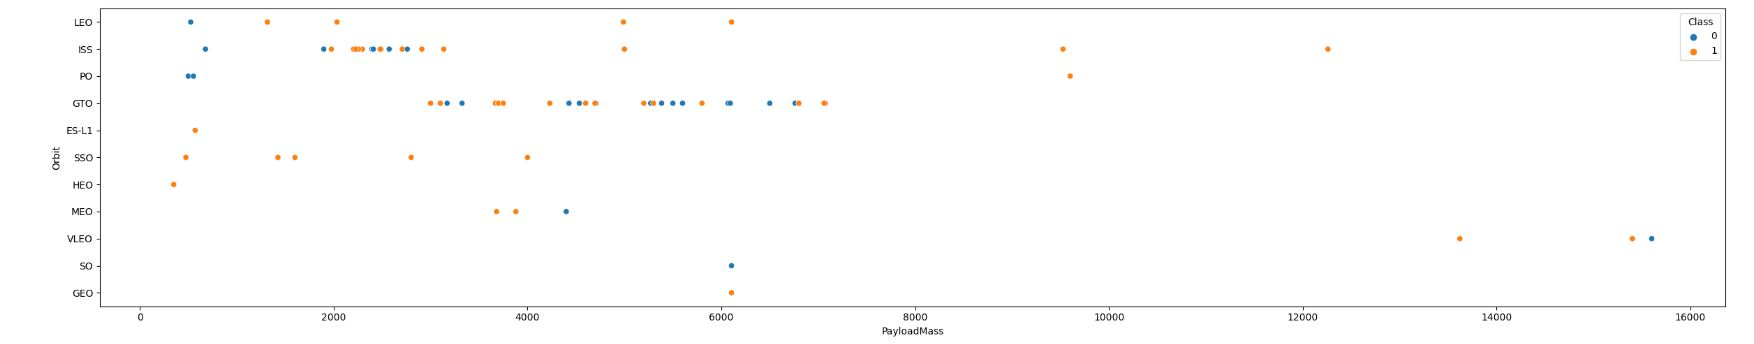 LEO
ISS
PO
GTO
ES-L1
SSO
HEO
MEO
VLEO
SO
GEO
Orbit
0
2000
4000
6000
8000
10000
12000
14000
16000
PayloadMass
Class
0
1